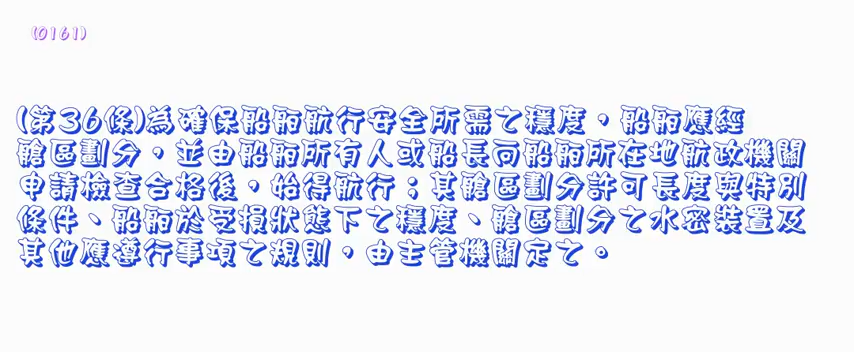 (0161)
(第36條)為確保船舶航行安全所需之穩度，船舶應經
艙區劃分，並由船舶所有人或船長向船舶所在地航政機關
申請檢查合格後，始得航行；其艙區劃分許可長度與特別
條件、船舶於受損狀態下之穩度、艙區劃分之水密裝置及
其他應遵行事項之規則，由主管機關定之。